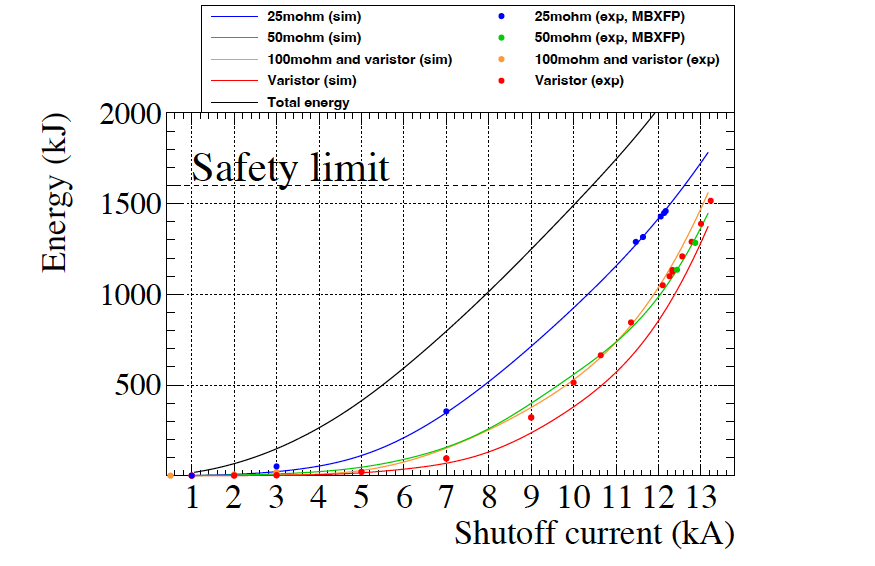 25mohm (sim) 25mohm (exp, MBXFP)
50mohm (sim) 50mohm (exp, MBXFP)
100mohm and varistor (sim) 100mohm and varistor (exp)
Varistor (sim) Varistor (exp)
Total energy
2000
Safety limit
1500
1000
500
Energy (kJ)
1 2 3 4 5 6 7 8 9 10 11 12 13
Shutoff current (kA)